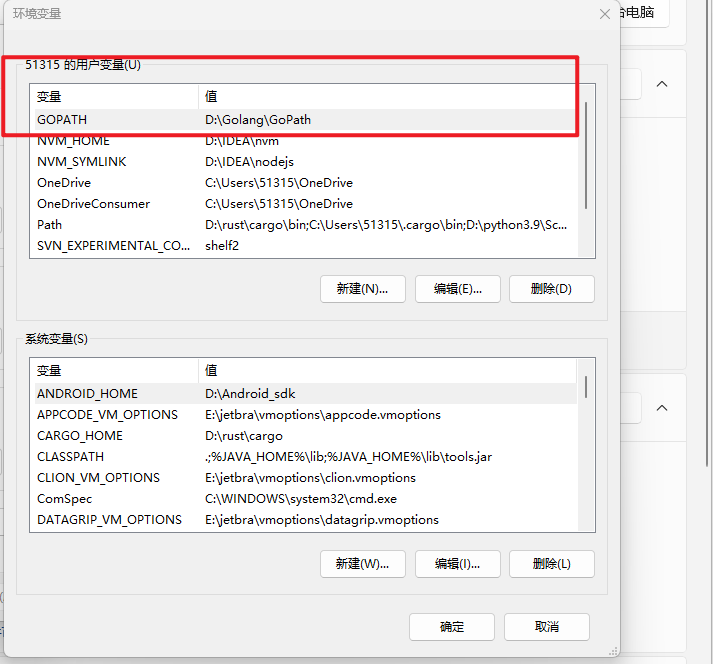 环境变量
台电脑
51315 的用户变量(U)
变量 值
GOPATH D:\Golang\GoPath
NVM_HOME D:\IDEA\nvm
NVM_SYMLINK D:\IDEA\nodejs
OneDrive C:\Users\51315\OneDrive
OneDriveConsumer C:\Users\51315\OneDrive
Path D:\rust\cargo\bin;C:\Users\51315\.cargo\bin;D:\python3.9\Sc...
SVN_EXPERIMENTAL_CO... shelf2
新建(N)... 编辑(E)... 删除(D)
系统变量(S)
变量 值
ANDROID_HOME D:\Android_sdk
APPCODE_VM_OPTIONS E:\jetbra\vmoptions\appcode.vmoptions
CARGO_HOME D:\rust\cargo
CLASSPATH .;%JAVA_HOME%\lib;%JAVA_HOME%\lib\tools.jar
CLION_VM_OPTIONS E:\jetbra\vmoptions\clion.vmoptions
ComSpec C:\WINDOWS\system32\cmd.exe
DATAGRIP_VM_OPTIONS E:\jetbra\vmoptions\datagrip.vmoptions
新建(W)... 编辑(I)... 删除(L)
确定 取消